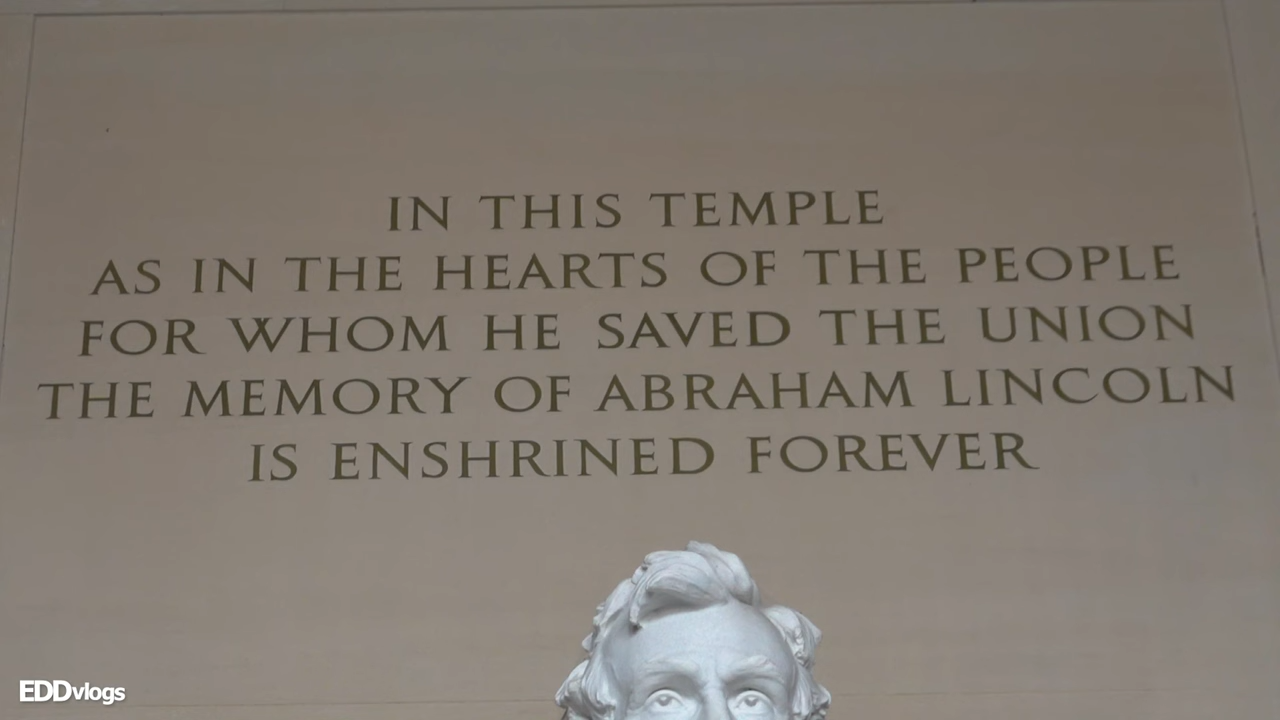 IN THIS TEMPLE
AS IN THE HEARTS OF THE PEOPLE
FOR WHOM HE SAVED THE UNION
THE MEMORY OF ABRAHAM LINCOLN
IS ENSHRINED FOREVER
EDDvlogs